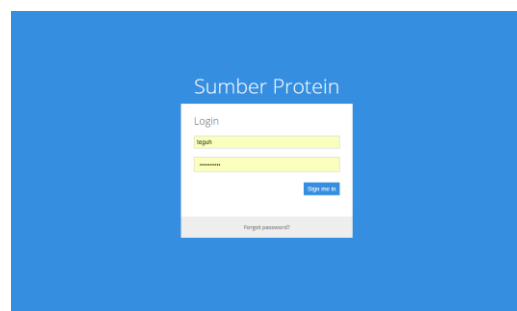 Sumber Protein
Login
teguh
••••••••••
Sign me in
Forgot password?